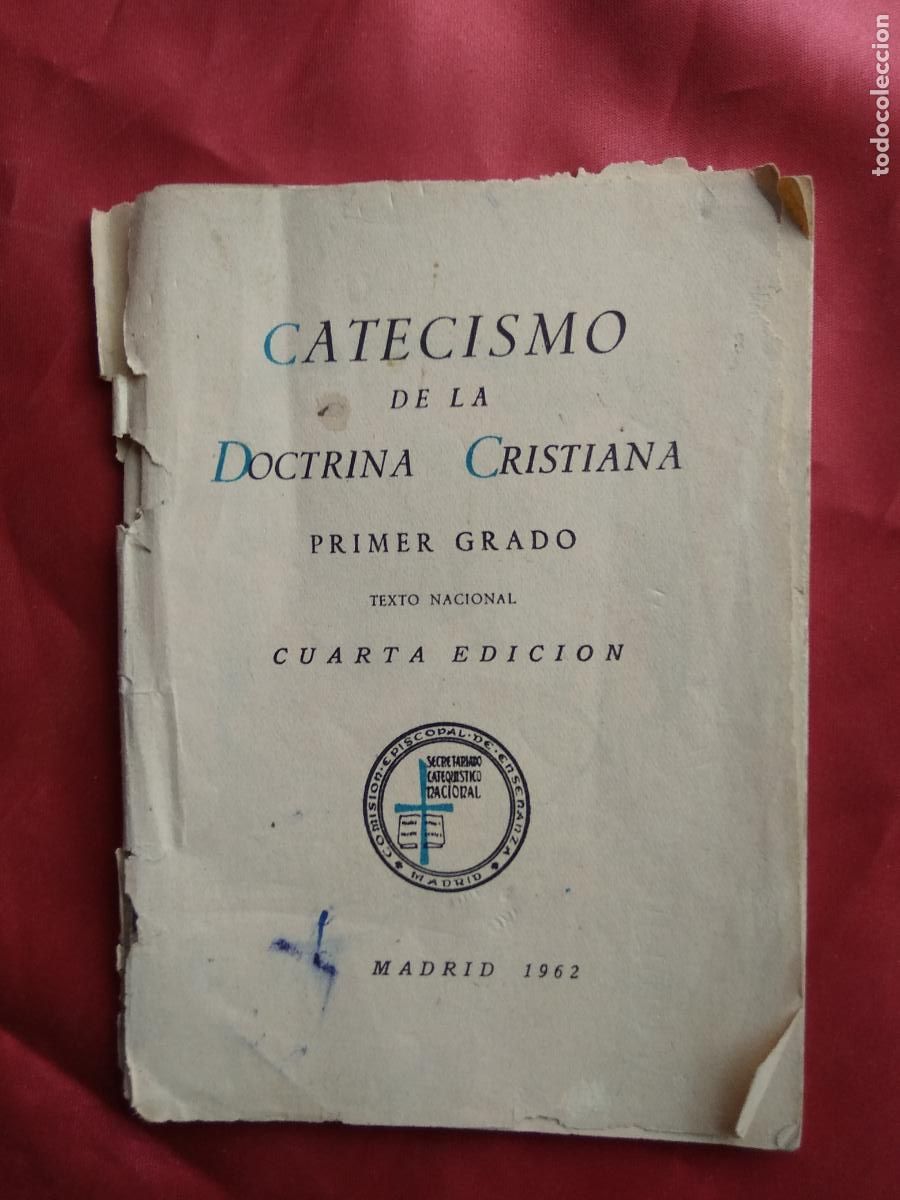 CATECISMO
DE LA
DOCTRINA CRISTIANA
PRIMER GRADO
TEXTO NACIONAL
CUARTA EDICION
COMISION·EPISCOPAL·DE·ENSEÑANZA
SECRETARIADO
CATEQUISTICO
NACIONAL
MADRID
MADRID 1962
todocoleccion